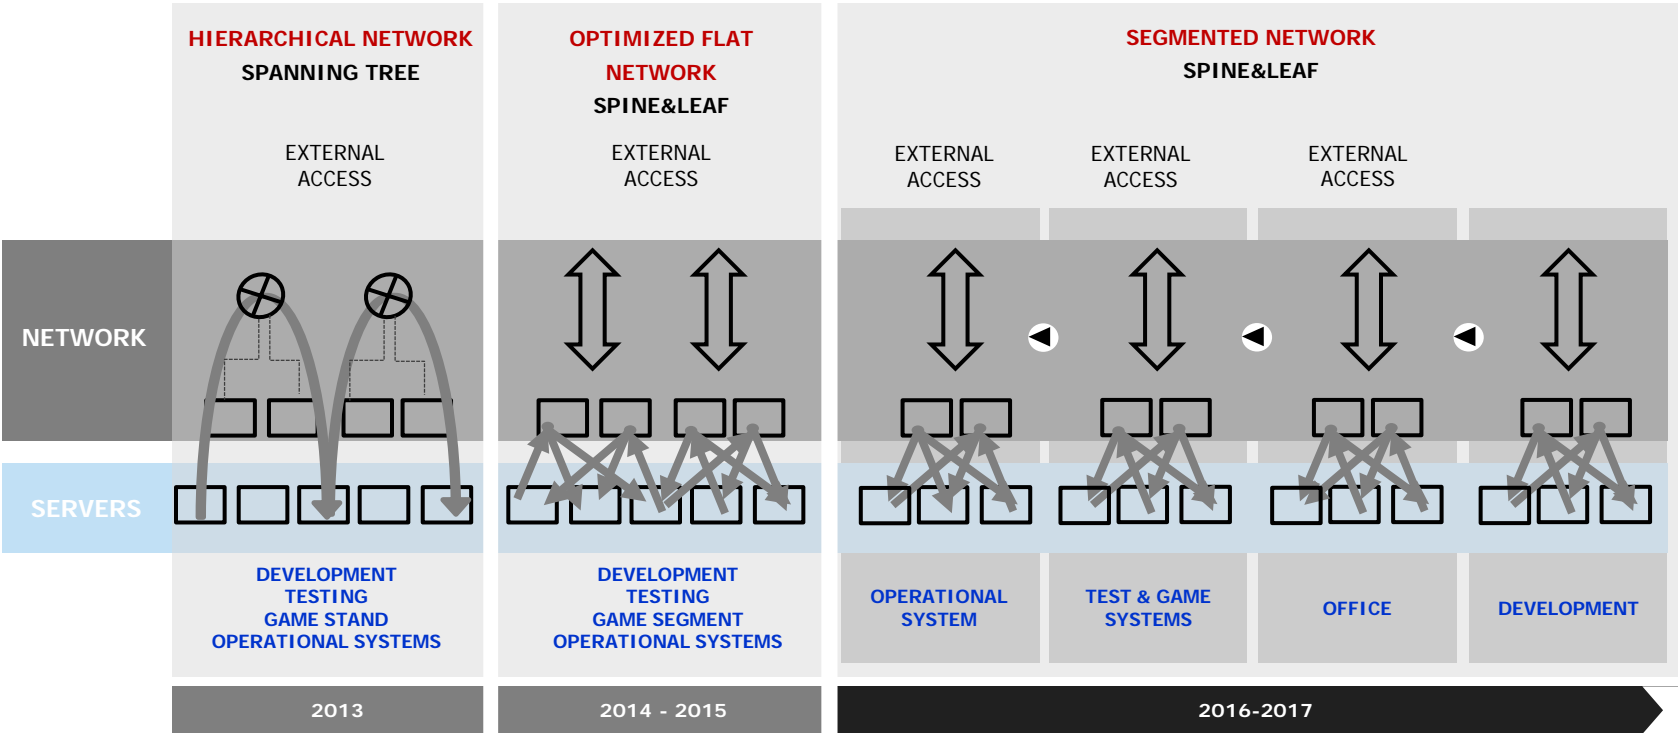 HIERARCHICAL NETWORK
SPANNING TREE
EXTERNAL
ACCESS
OPTIMIZED FLAT
NETWORK
SPINE&LEAF
EXTERNAL
ACCESS
SEGMENTED NETWORK
SPINE&LEAF
EXTERNAL
ACCESS
EXTERNAL
ACCESS
EXTERNAL
ACCESS
NETWORK
SERVERS
DEVELOPMENT
TESTING
GAME STAND
OPERATIONAL SYSTEMS
DEVELOPMENT
TESTING
GAME SEGMENT
OPERATIONAL SYSTEMS
OPERATIONAL
SYSTEM
TEST & GAME
SYSTEMS
OFFICE
DEVELOPMENT
2013
2014 - 2015
2016-2017